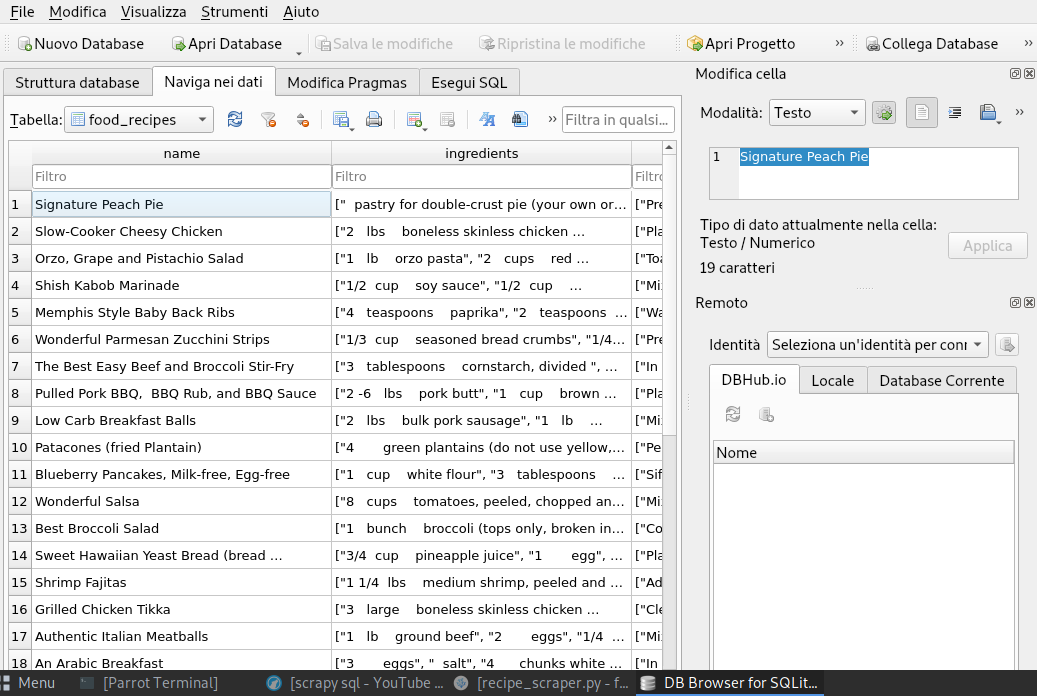 File Modifica Visualizza Strumenti Aiuto
Nuovo Database Apri Database Salva le modifiche Ripristina le modifiche Apri Progetto » Collega Database »
Struttura database Naviga nei dati Modifica Pragmas Esegui SQL
Tabella: food_recipes » Filtra in qualsi...
name ingredients
Filtro Filtro Filtro
1 Signature Peach Pie [" pastry for double-crust pie (your own or... ["Pre
2 Slow-Cooker Cheesy Chicken ["2 lbs boneless skinless chicken ... ["Pla
3 Orzo, Grape and Pistachio Salad ["1 lb orzo pasta", "2 cups red ... ["Toa
4 Shish Kabob Marinade ["1/2 cup soy sauce", "1/2 cup ... ["Mi
5 Memphis Style Baby Back Ribs ["4 teaspoons paprika", "2 teaspoons ... ["Wa
6 Wonderful Parmesan Zucchini Strips ["1/3 cup seasoned bread crumbs", "1/4... ["Pre
7 The Best Easy Beef and Broccoli Stir-Fry ["3 tablespoons cornstarch, divided ", ... ["In
8 Pulled Pork BBQ, BBQ Rub, and BBQ Sauce ["2 -6 lbs pork butt", "1 cup brown ... ["Pla
9 Low Carb Breakfast Balls ["2 lbs bulk pork sausage", "1 lb ... ["Mi
10 Patacones (fried Plantain) ["4 green plantains (do not use yellow,... ["Pe
11 Blueberry Pancakes, Milk-free, Egg-free ["1 cup white flour", "3 tablespoons ... ["Sif
12 Wonderful Salsa ["8 cups tomatoes, peeled, chopped an... ["Mi
13 Best Broccoli Salad ["1 bunch broccoli (tops only, broken in... ["Co
14 Sweet Hawaiian Yeast Bread (bread ... ["3/4 cup pineapple juice", "1 egg", ... ["Pla
15 Shrimp Fajitas ["1 1/4 lbs medium shrimp, peeled and ... ["Ad
16 Grilled Chicken Tikka ["3 large boneless skinless chicken ... ["Cle
17 Authentic Italian Meatballs ["1 lb ground beef", "2 eggs", "1/4 ... ["Mi
18 An Arabic Breakfast ["3 eggs", " salt", "4 chunks white ... ["In
Modifica cella
Modalità: Testo »
1 Signature Peach Pie
Tipo di dato attualmente nella cella:
Testo / Numerico
Applica
19 caratteri
Remoto
Identità Seleziona un'identità per conn
DBHub.io Locale Database Corrente
Nome
Menu [Parrot Terminal] [scrapy sql - YouTube ... [recipe_scraper.py - f... DB Browser for SQLit...